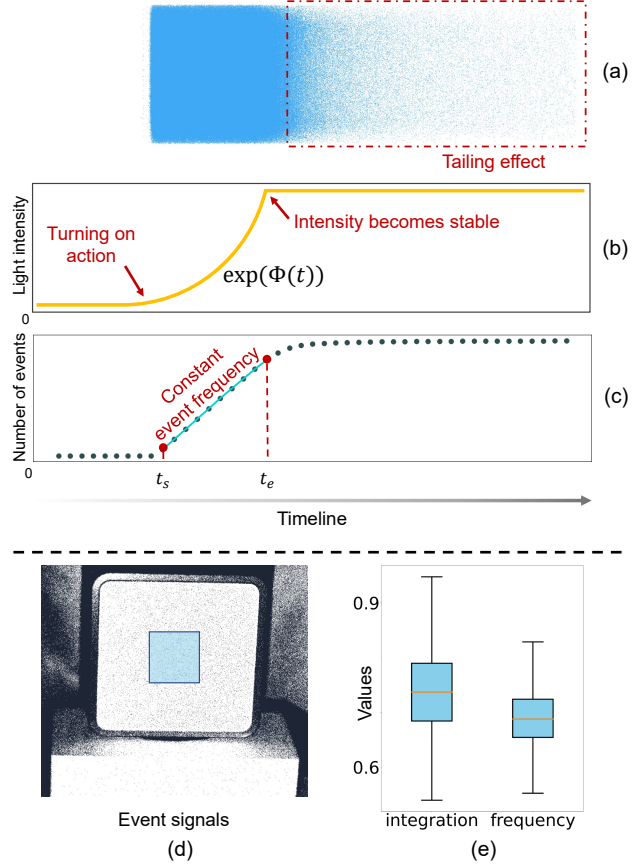 (a)
Tailing effect
Light intensity
Turning on
action
Intensity becomes stable
exp(Φ(t))
(b)
0
Number of events
Constant
event frequency
(c)
0
t_s
t_e
Timeline
Event signals
(d)
Values
0.9
0.6
integration
frequency
(e)